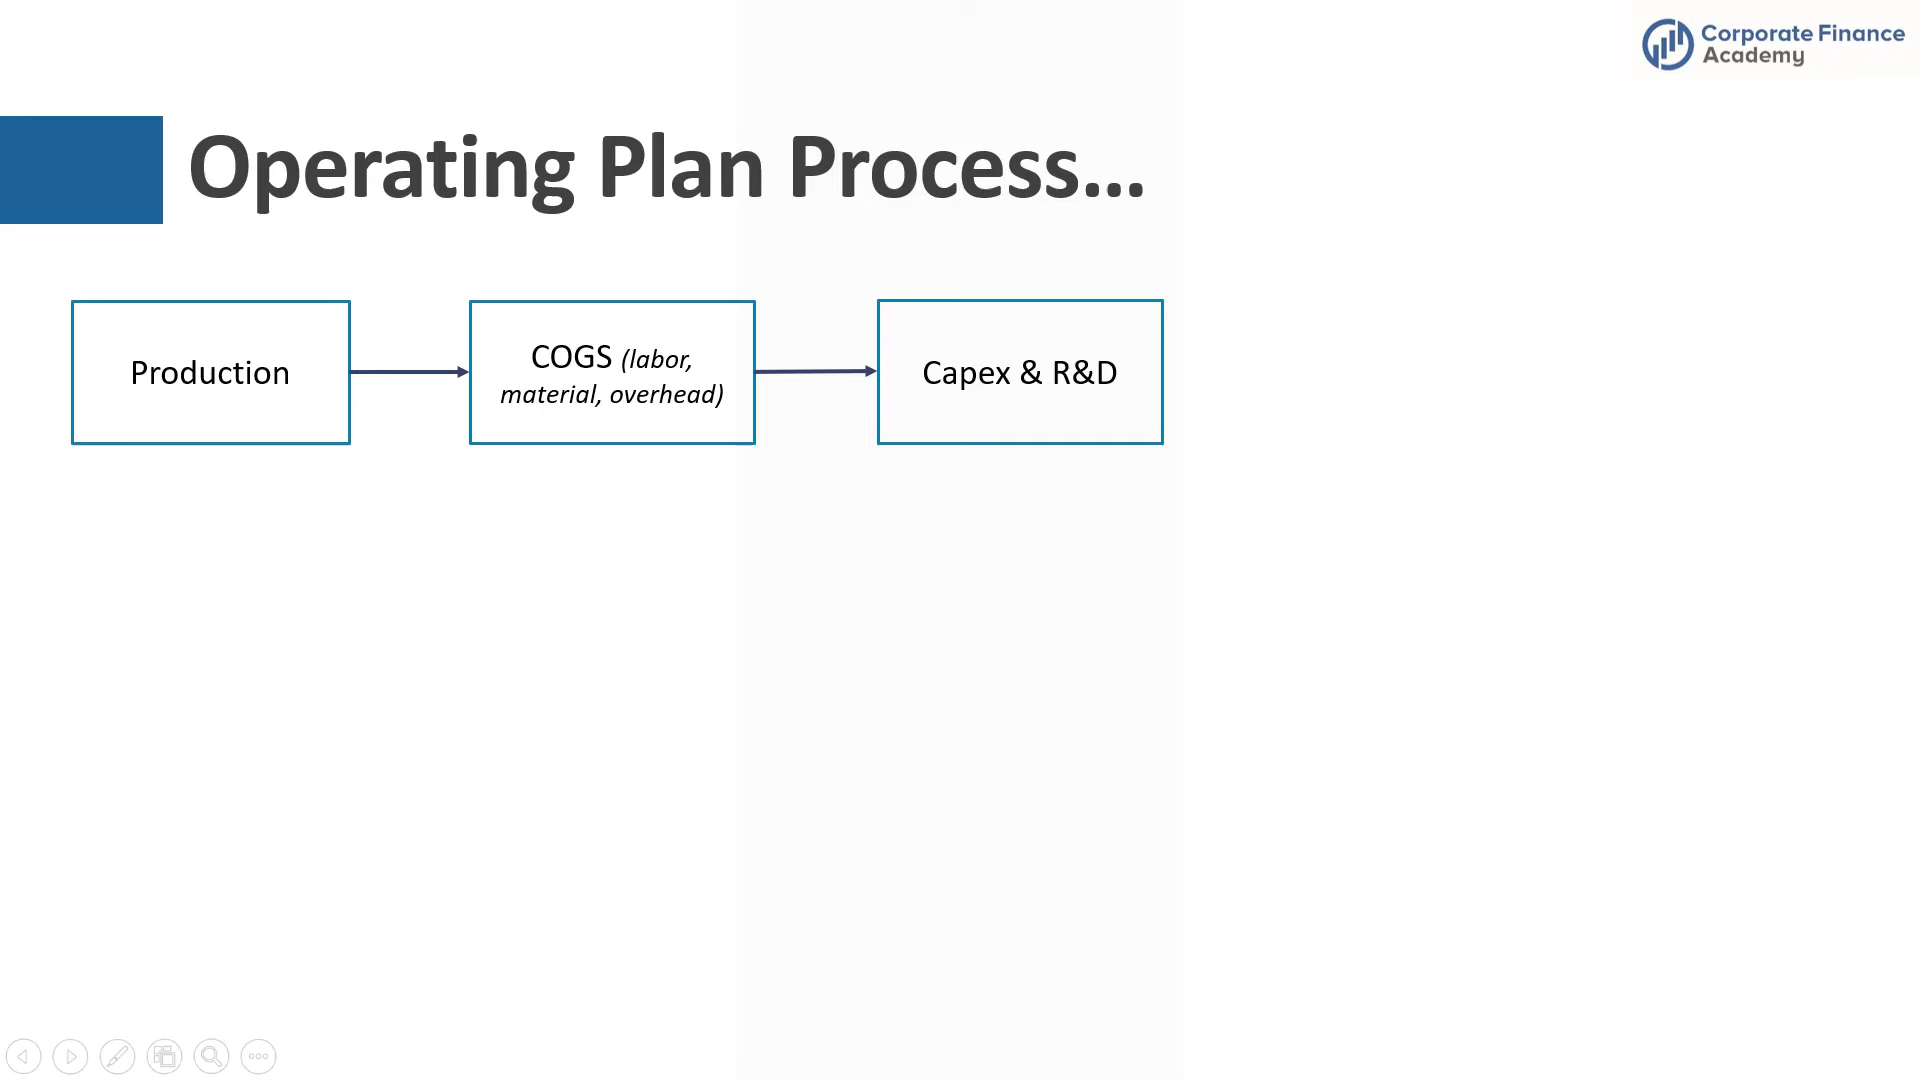 Corporate Finance
Academy
Operating Plan Process...
Production
COGS (labor,
material, overhead)
Capex & R&D